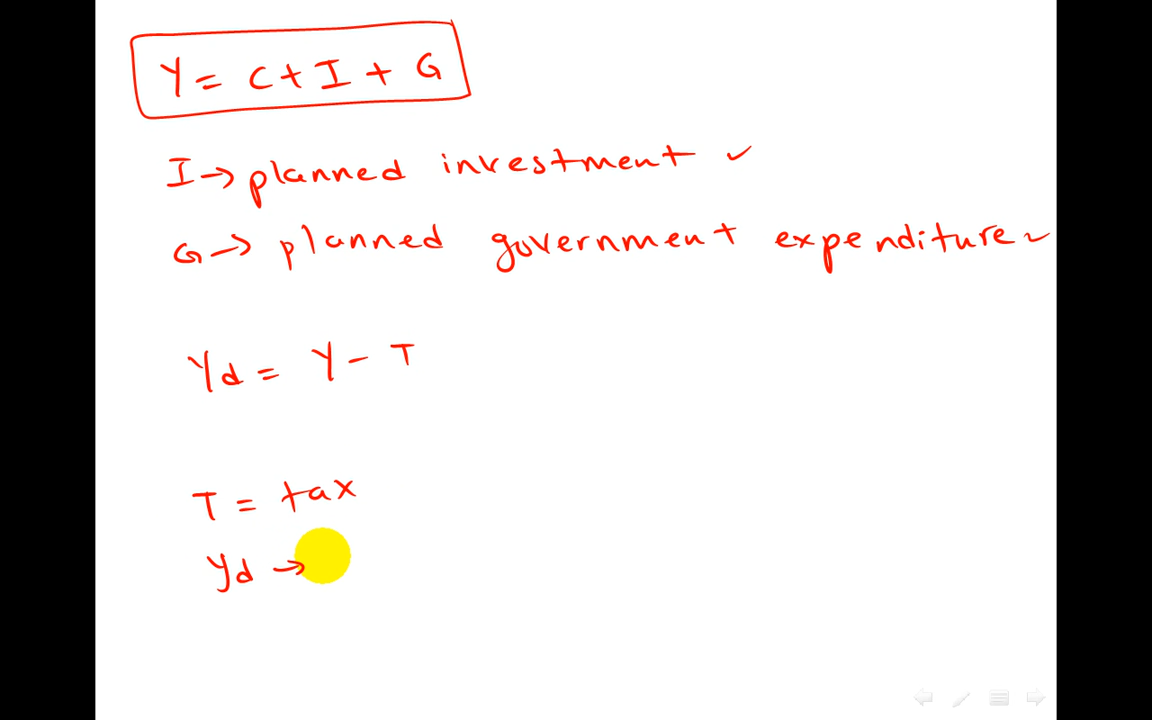 Y = C + I + G
I → planned investment ✓
G → planned government expenditure ✓
Yd = Y - T
T = tax
Yd →